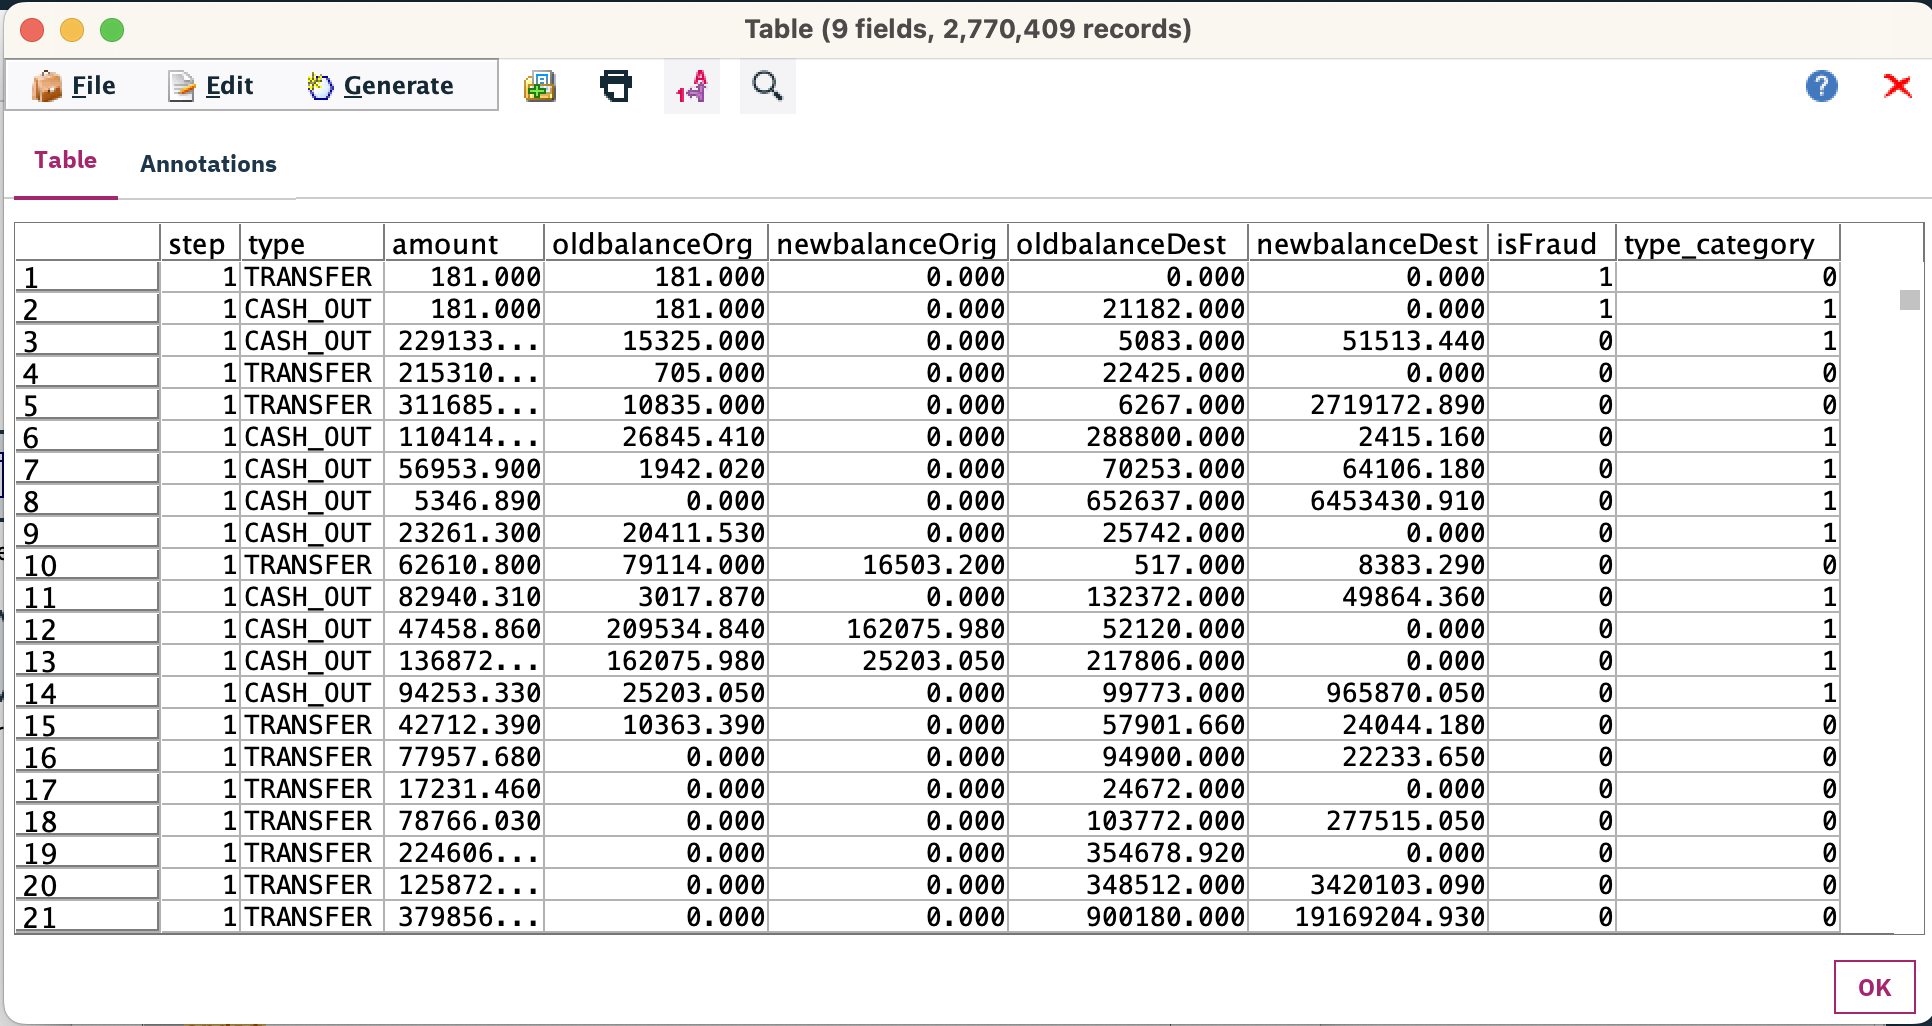 Table (9 fields, 2,770,409 records)
File Edit Generate
Table Annotations
step type amount oldbalanceOrg newbalanceOrig oldbalanceDest newbalanceDest isFraud type_category
1 1 TRANSFER 181.000 181.000 0.000 0.000 0.000 1 0
2 1 CASH_OUT 181.000 181.000 0.000 21182.000 0.000 1 1
3 1 CASH_OUT 229133... 15325.000 0.000 5083.000 51513.440 0 1
4 1 TRANSFER 215310... 705.000 0.000 22425.000 0.000 0 0
5 1 TRANSFER 311685... 10835.000 0.000 6267.000 2719172.890 0 0
6 1 CASH_OUT 110414... 26845.410 0.000 288800.000 2415.160 0 1
7 1 CASH_OUT 56953.900 1942.020 0.000 70253.000 64106.180 0 1
8 1 CASH_OUT 5346.890 0.000 0.000 652637.000 6453430.910 0 1
9 1 CASH_OUT 23261.300 20411.530 0.000 25742.000 0.000 0 1
10 1 TRANSFER 62610.800 79114.000 16503.200 517.000 8383.290 0 0
11 1 CASH_OUT 82940.310 3017.870 0.000 132372.000 49864.360 0 1
12 1 CASH_OUT 47458.860 209534.840 162075.980 52120.000 0.000 0 1
13 1 CASH_OUT 136872... 162075.980 25203.050 217806.000 0.000 0 1
14 1 CASH_OUT 94253.330 25203.050 0.000 99773.000 965870.050 0 1
15 1 TRANSFER 42712.390 10363.390 0.000 57901.660 24044.180 0 0
16 1 TRANSFER 77957.680 0.000 0.000 94900.000 22233.650 0 0
17 1 TRANSFER 17231.460 0.000 0.000 24672.000 0.000 0 0
18 1 TRANSFER 78766.030 0.000 0.000 103772.000 277515.050 0 0
19 1 TRANSFER 224606... 0.000 0.000 354678.920 0.000 0 0
20 1 TRANSFER 125872... 0.000 0.000 348512.000 3420103.090 0 0
21 1 TRANSFER 379856... 0.000 0.000 900180.000 19169204.930 0 0
OK